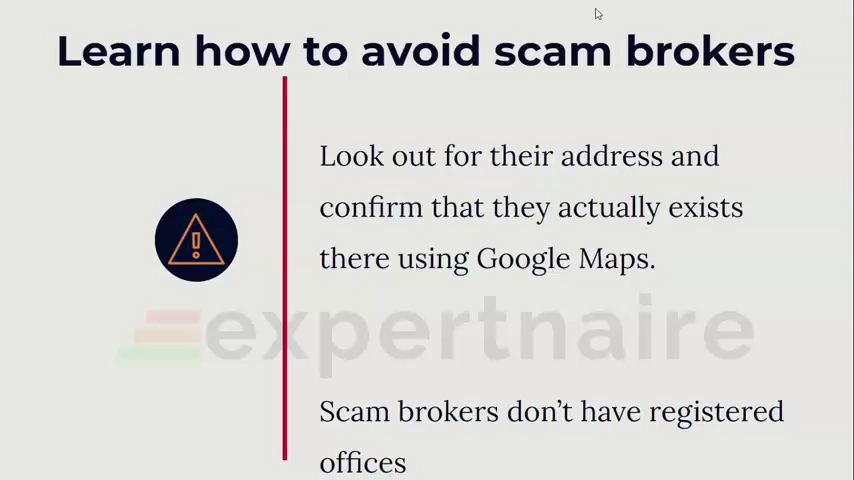 Learn how to avoid scam brokers
Look out for their address and
confirm that they actually exists
there using Google Maps.
expertnaire
Scam brokers don’t have registered
offices